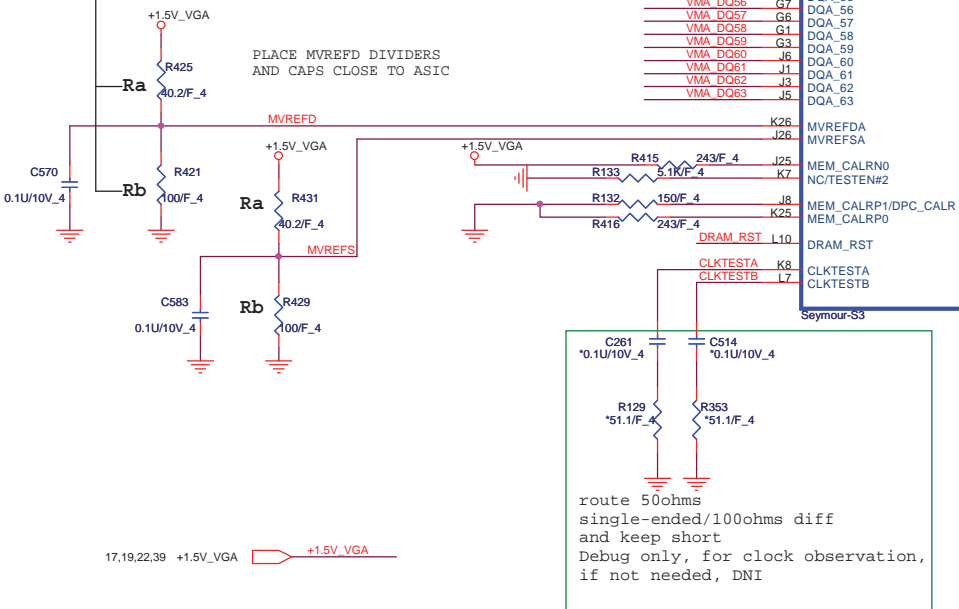 VMA_DQ56 G7 DQA_56
VMA_DQ57 G6 DQA_57
VMA_DQ58 G1 DQA_58
VMA_DQ59 G3 DQA_59
VMA_DQ60 J6 DQA_60
VMA_DQ61 J1 DQA_61
VMA_DQ62 J3 DQA_62
VMA_DQ63 J5 DQA_63
+1.5V_VGA
PLACE MVREFD DIVIDERS
AND CAPS CLOSE TO ASIC
R425
Ra
40.2/F_4
MVREFD
K26 MVREFDA
J26 MVREFSA
+1.5V_VGA
+1.5V_VGA
C570
0.1U/10V_4
R421
Rb
100/F_4
R415 243/F_4 J25 MEM_CALRN0
R133 5.1K/F_4 K7 NC/TESTEN#2
R132 150/F_4 J8 MEM_CALRP1/DPC_CALR
R416 243/F_4 K25 MEM_CALRP0
Ra
R431
40.2/F_4
MVREFS
DRAM_RST L10 DRAM_RST
CLKTESTA K8 CLKTESTA
CLKTESTB L7 CLKTESTB
Seymour-S3
C583
0.1U/10V_4
Rb
R429
100/F_4
C261
*0.1U/10V_4
C514
*0.1U/10V_4
R129
*51.1/F_4
R353
*51.1/F_4
route 50ohms
single-ended/100ohms diff
and keep short
Debug only, for clock observation,
if not needed, DNI
17,19,22,39 +1.5V_VGA +1.5V_VGA